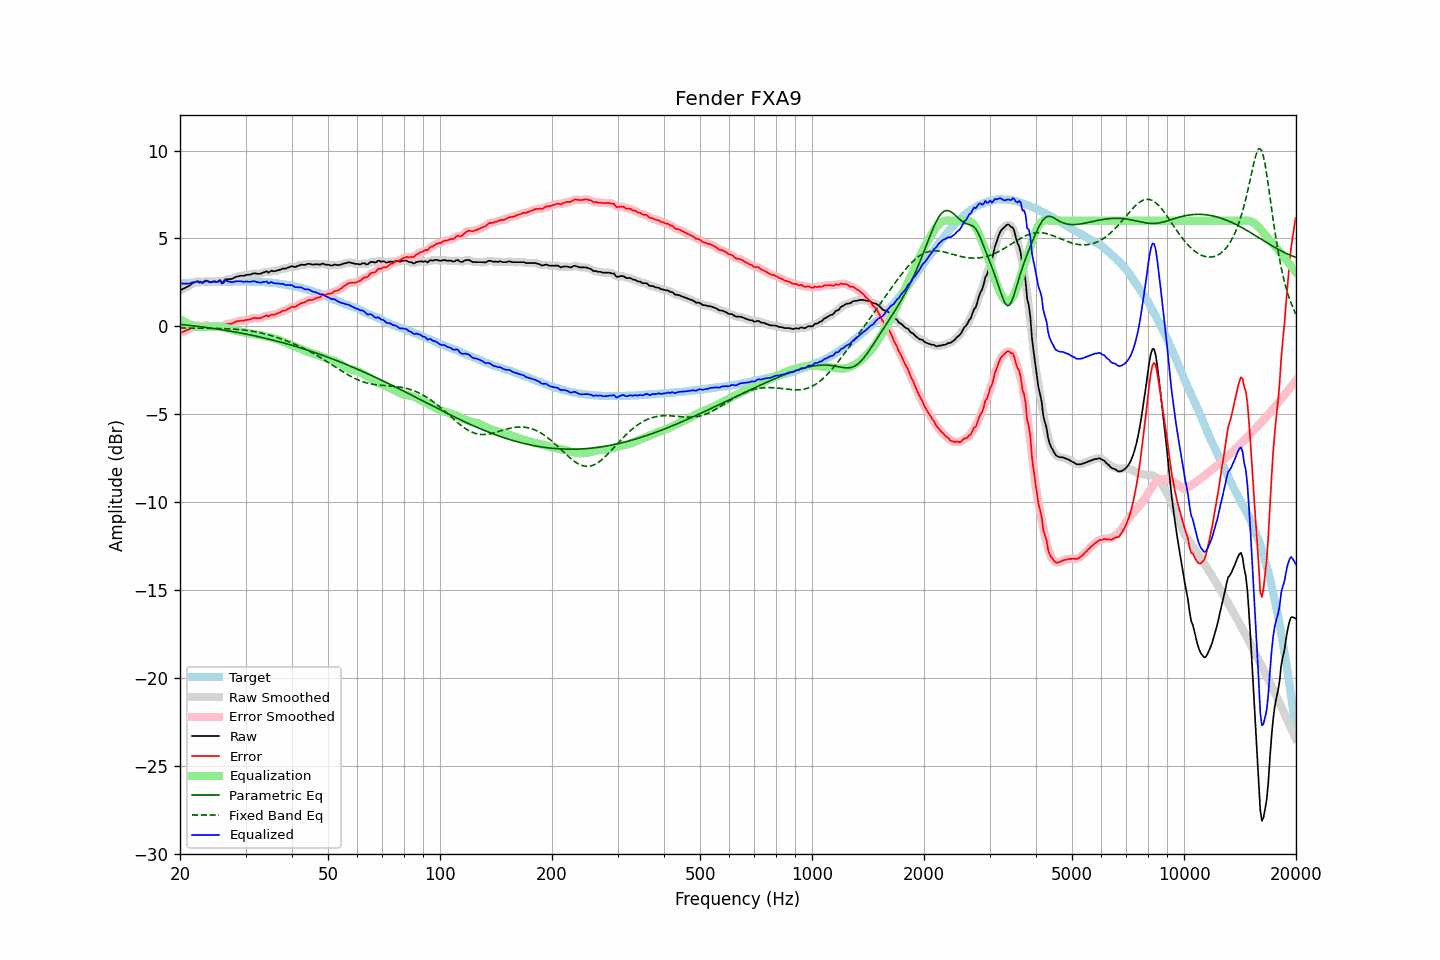 Fender FXA9
Amplitude (dBr)
10
5
0
−5
−10
−15
−20
−25
−30
Target
Raw Smoothed
Error Smoothed
Raw
Error
Equalization
Parametric Eq
Fixed Band Eq
Equalized
20
50
100
200
500
1000
2000
5000
10000
20000
Frequency (Hz)